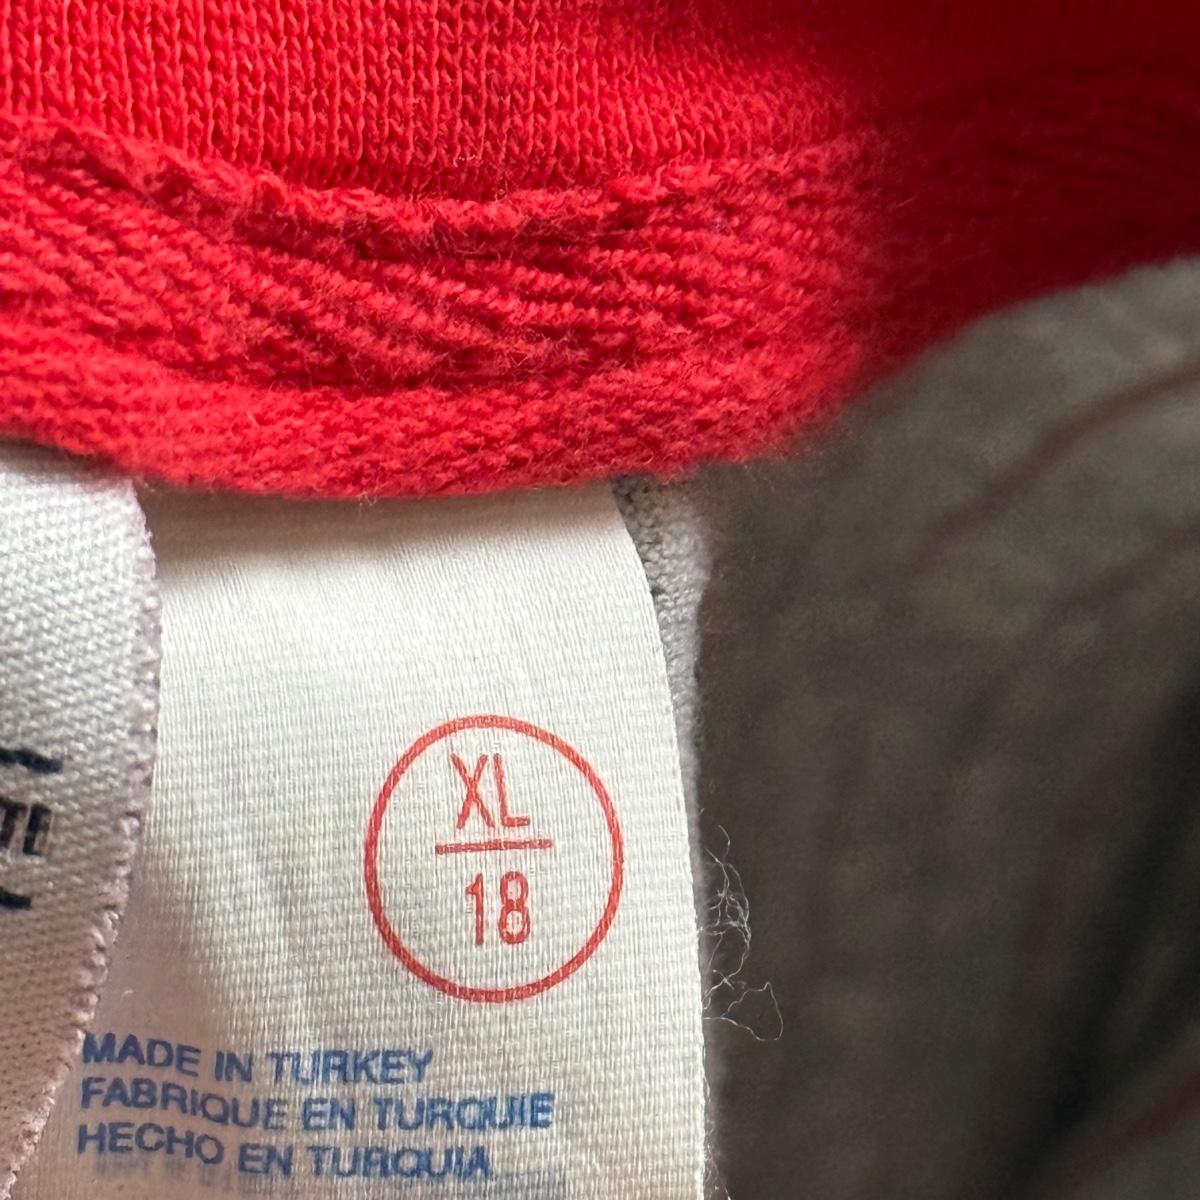 XL
18
MADE IN TURKEY
FABRIQUE EN TURQUIE
HECHO EN TURQUIA